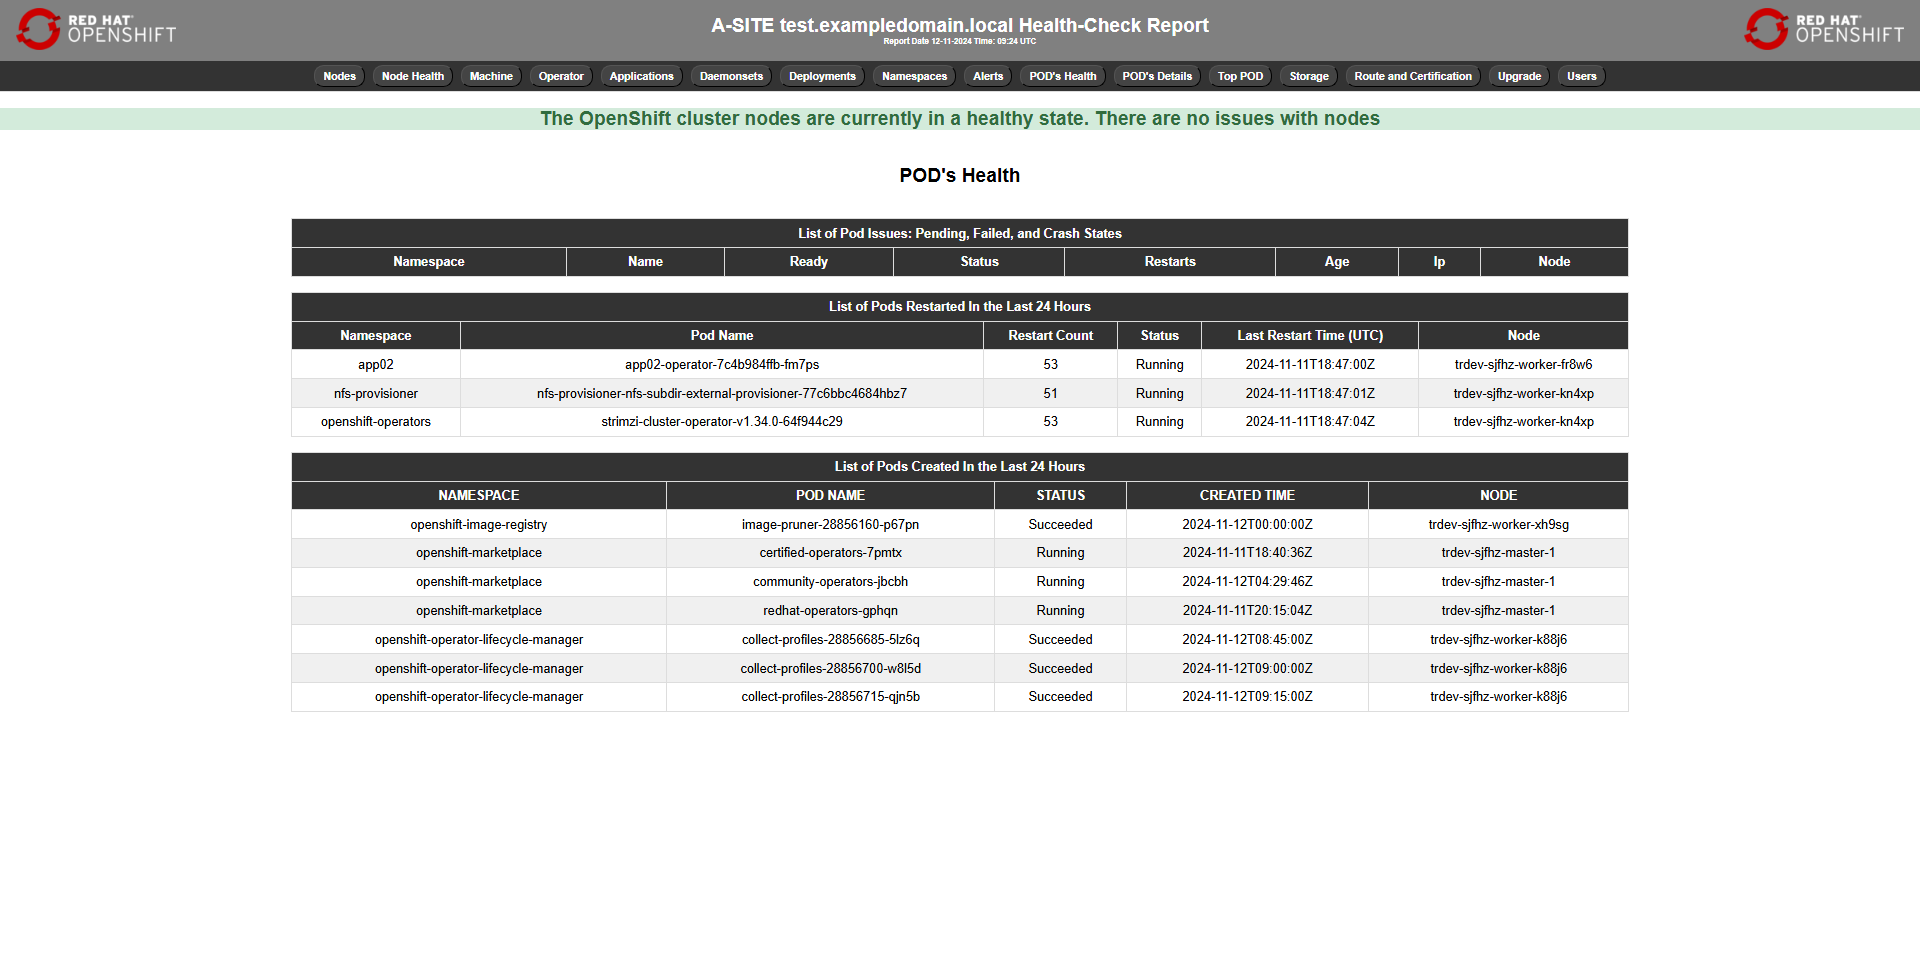 RED HAT
OPENSHIFT
A-SITE test.exampledomain.local Health-Check Report
Report Date 12-11-2024 Time: 09:24 UTC
RED HAT
OPENSHIFT
Nodes Node Health Machine Operator Applications Daemonsets Deployments Namespaces Alerts POD's Health POD's Details Top POD Storage Route and Certification Upgrade Users
The OpenShift cluster nodes are currently in a healthy state. There are no issues with nodes
POD's Health
List of Pod Issues: Pending, Failed, and Crash States
Namespace Name Ready Status Restarts Age Ip Node
List of Pods Restarted In the Last 24 Hours
Namespace Pod Name Restart Count Status Last Restart Time (UTC) Node
app02 app02-operator-7c4b984ffb-fm7ps 53 Running 2024-11-11T18:47:00Z trdev-sjfhz-worker-fr8w6
nfs-provisioner nfs-provisioner-nfs-subdir-external-provisioner-77c6bbc4684hbz7 51 Running 2024-11-11T18:47:01Z trdev-sjfhz-worker-kn4xp
openshift-operators strimzi-cluster-operator-v1.34.0-64f944c29 53 Running 2024-11-11T18:47:04Z trdev-sjfhz-worker-kn4xp
List of Pods Created In the Last 24 Hours
NAMESPACE POD NAME STATUS CREATED TIME NODE
openshift-image-registry image-pruner-28856160-p67pn Succeeded 2024-11-12T00:00:00Z trdev-sjfhz-worker-xh9sg
openshift-marketplace certified-operators-7pmtx Running 2024-11-11T18:40:36Z trdev-sjfhz-master-1
openshift-marketplace community-operators-jbcbh Running 2024-11-12T04:29:46Z trdev-sjfhz-master-1
openshift-marketplace redhat-operators-gphqn Running 2024-11-11T20:15:04Z trdev-sjfhz-master-1
openshift-operator-lifecycle-manager collect-profiles-28856685-5lz6q Succeeded 2024-11-12T08:45:00Z trdev-sjfhz-worker-k88j6
openshift-operator-lifecycle-manager collect-profiles-28856700-w8l5d Succeeded 2024-11-12T09:00:00Z trdev-sjfhz-worker-k88j6
openshift-operator-lifecycle-manager collect-profiles-28856715-qjn5b Succeeded 2024-11-12T09:15:00Z trdev-sjfhz-worker-k88j6